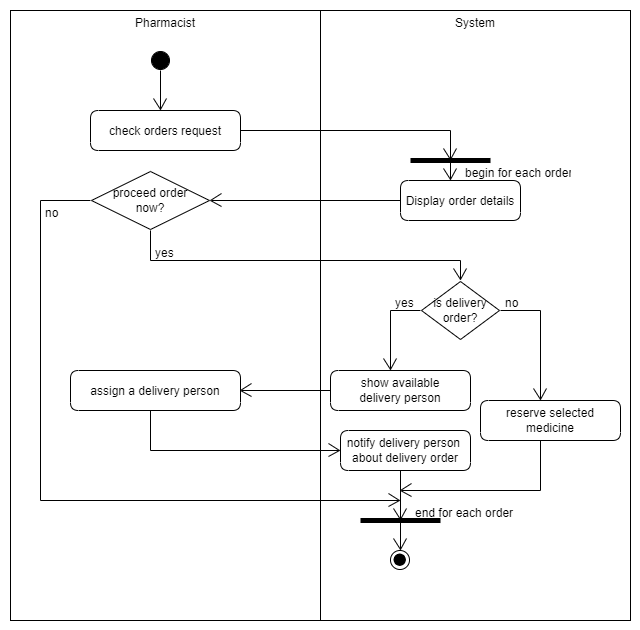 Pharmacist
System
check orders request
begin for each order
proceed order
now?
Display order details
no
yes
is delivery
order?
yes
no
show available
delivery person
assign a delivery person
reserve selected
medicine
notify delivery person
about delivery order
end for each order